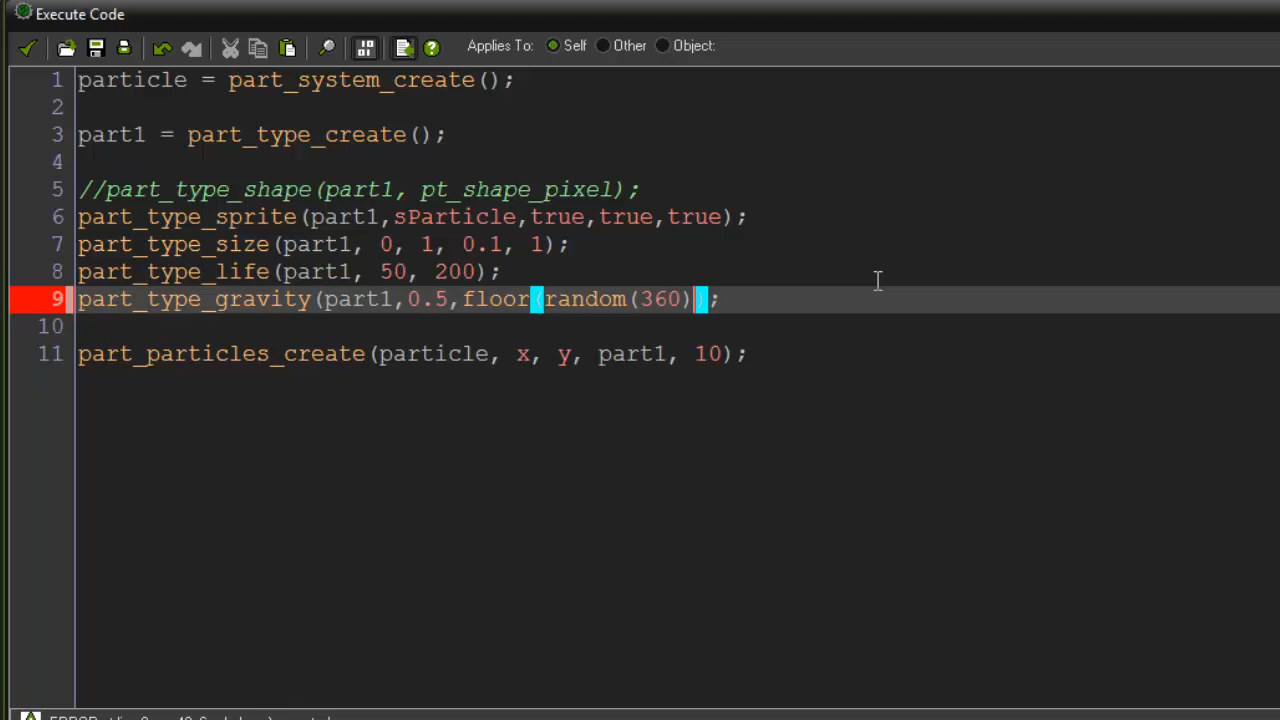 Execute Code
Applies To: Self Other Object:
1 particle = part_system_create();
2
3 part1 = part_type_create();
4
5 //part_type_shape(part1, pt_shape_pixel);
6 part_type_sprite(part1,sParticle,true,true,true);
7 part_type_size(part1, 0, 1, 0.1, 1);
8 part_type_life(part1, 50, 200);
9 part_type_gravity(part1,0.5,floor(random(360));
10
11 part_particles_create(particle, x, y, part1, 10);